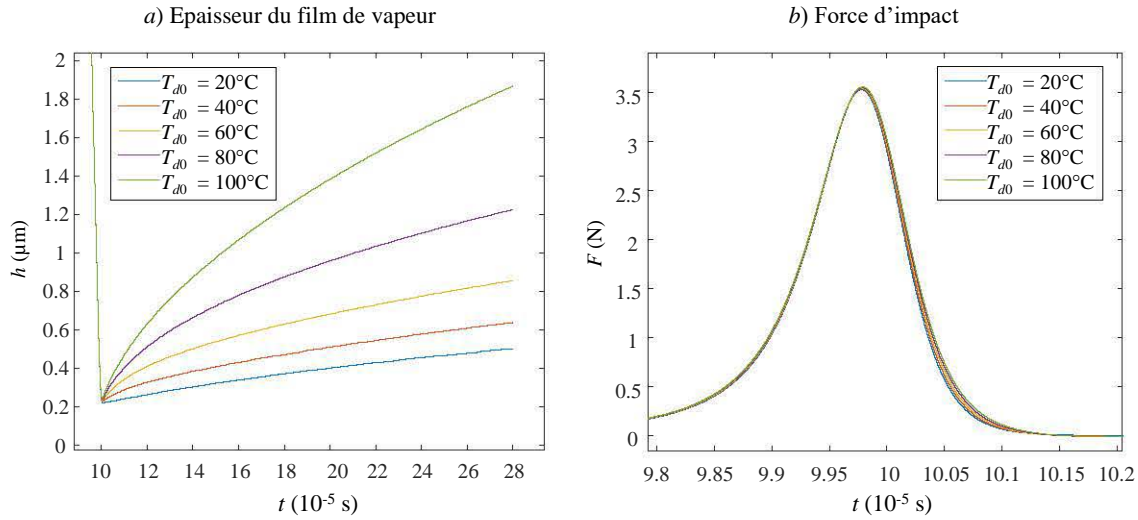 a) Epaisseur du film de vapeur
2
1.8
1.6
1.4
1.2
1
0.8
0.6
0.4
0.2
0
h (µm)
T_d0 = 20°C
T_d0 = 40°C
T_d0 = 60°C
T_d0 = 80°C
T_d0 = 100°C
10 12 14 16 18 20 22 24 26 28
t (10^-5 s)
b) Force d’impact
3.5
3
2.5
2
1.5
1
0.5
0
F (N)
T_d0 = 20°C
T_d0 = 40°C
T_d0 = 60°C
T_d0 = 80°C
T_d0 = 100°C
9.8 9.85 9.9 9.95 10 10.05 10.1 10.15 10.2
t (10^-5 s)